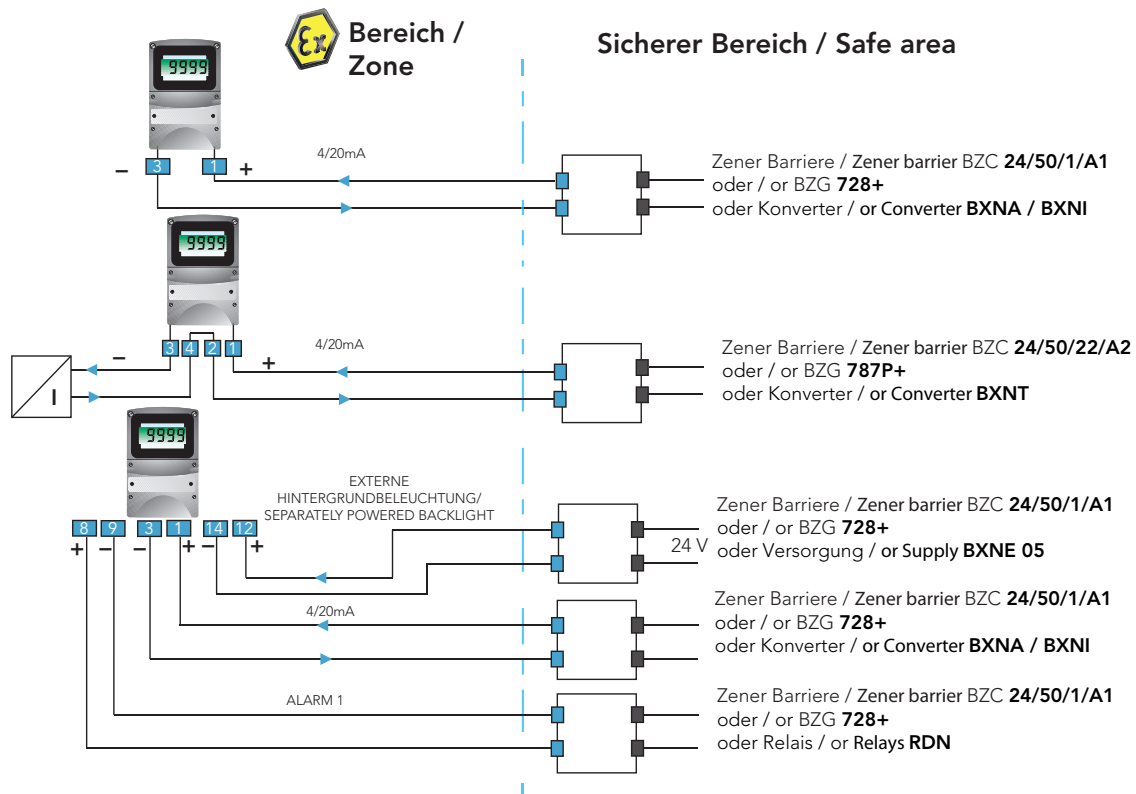 Ex
Bereich /
Zone
Sicherer Bereich / Safe area
9999
3
1
−
+
4/20mA
Zener Barriere / Zener barrier BZC 24/50/1/A1
oder / or BZG 728+
oder Konverter / or Converter BXNA / BXNI
9999
3 4 2 1
−
+
4/20mA
I
Zener Barriere / Zener barrier BZC 24/50/22/A2
oder / or BZG 787P+
oder Konverter / or Converter BXNT
9999
EXTERNE
HINTERGRUNDBELEUCHTUNG/
SEPARATELY POWERED BACKLIGHT
8 9 3 1 14 12
+ − − + − +
Zener Barriere / Zener barrier BZC 24/50/1/A1
oder / or BZG 728+
24 V
oder Versorgung / or Supply BXNE 05
4/20mA
Zener Barriere / Zener barrier BZC 24/50/1/A1
oder / or BZG 728+
oder Konverter / or Converter BXNA / BXNI
ALARM 1
Zener Barriere / Zener barrier BZC 24/50/1/A1
oder / or BZG 728+
oder Relais / or Relays RDN